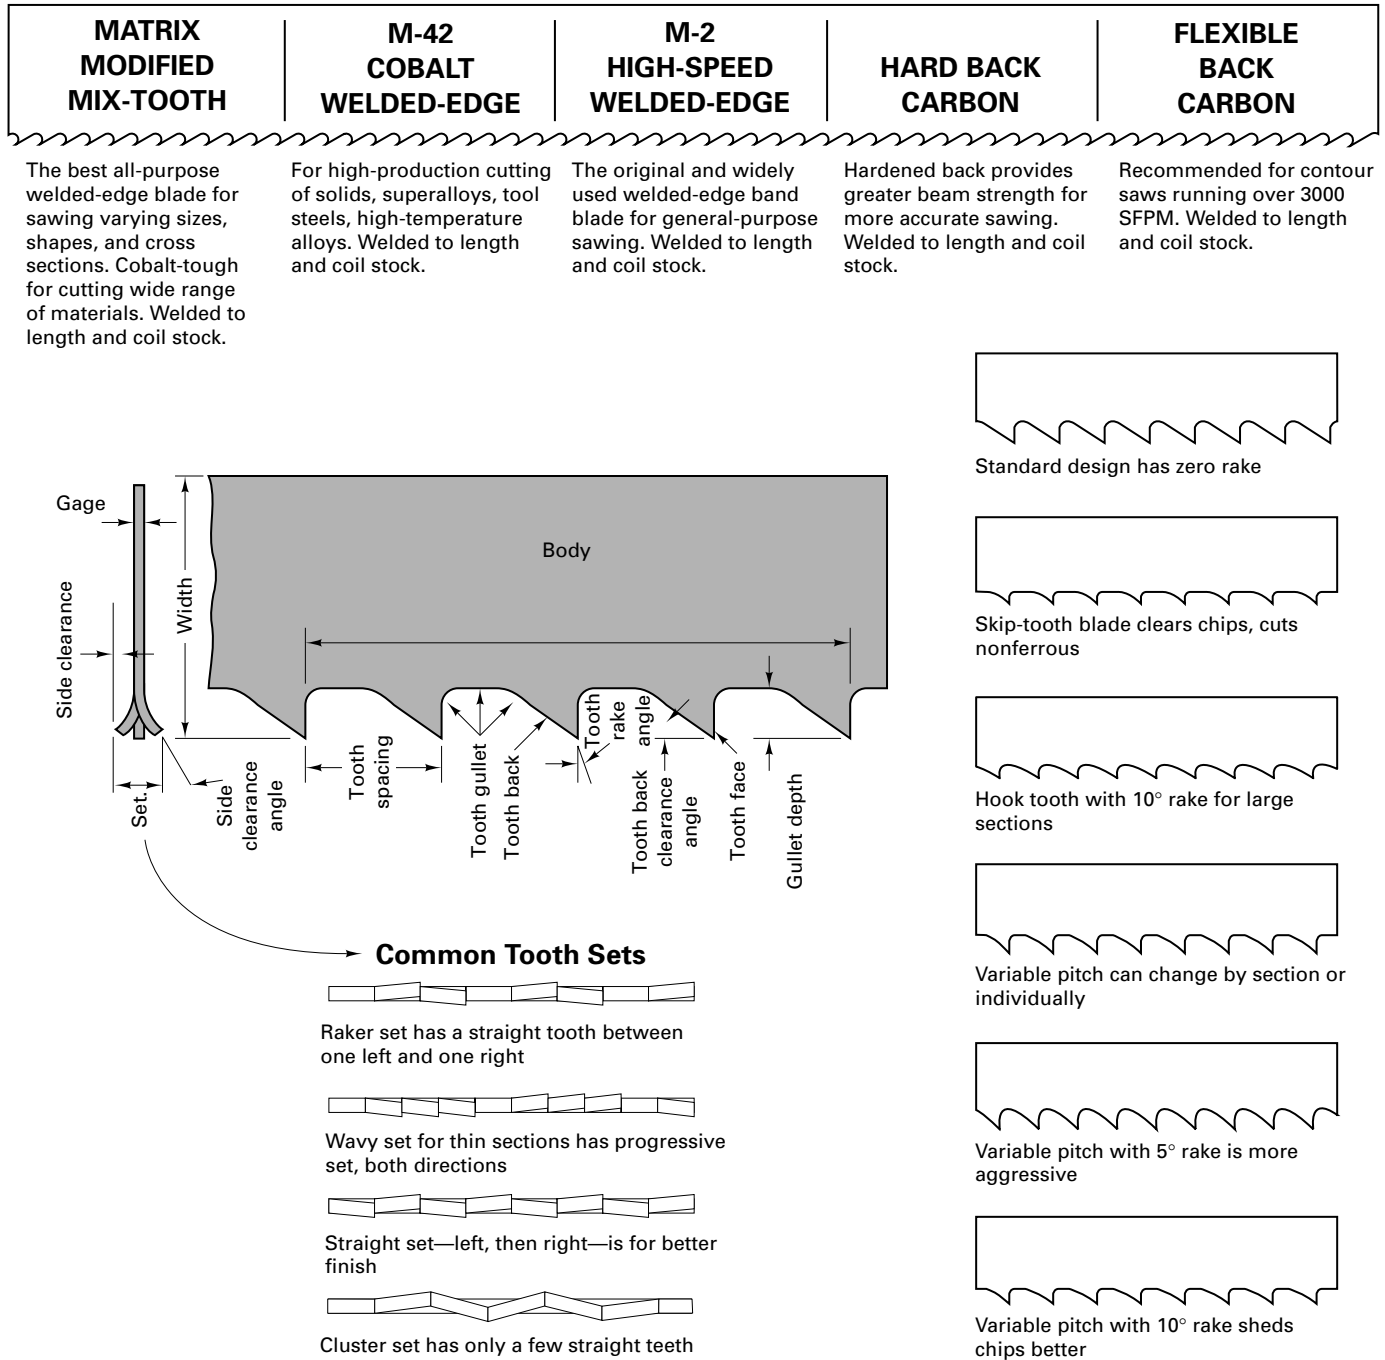 MATRIX
MODIFIED
MIX-TOOTH
M-42
COBALT
WELDED-EDGE
M-2
HIGH-SPEED
WELDED-EDGE
HARD BACK
CARBON
FLEXIBLE
BACK
CARBON
The best all-purpose
welded-edge blade for
sawing varying sizes,
shapes, and cross
sections. Cobalt-tough
for cutting wide range
of materials. Welded to
length and coil stock.
For high-production cutting
of solids, superalloys, tool
steels, high-temperature
alloys. Welded to length
and coil stock.
The original and widely
used welded-edge band
blade for general-purpose
sawing. Welded to length
and coil stock.
Hardened back provides
greater beam strength for
more accurate sawing.
Welded to length and coil
stock.
Recommended for contour
saws running over 3000
SFPM. Welded to length
and coil stock.
Gage
Side clearance
Width
Body
Set.
Side
clearance
angle
Tooth
spacing
Tooth gullet
Tooth back
Tooth
rake
angle
Tooth back
clearance
angle
Tooth face
Gullet depth
Common Tooth Sets
Raker set has a straight tooth between
one left and one right
Wavy set for thin sections has progressive
set, both directions
Straight set—left, then right—is for better
finish
Cluster set has only a few straight teeth
Standard design has zero rake
Skip-tooth blade clears chips, cuts
nonferrous
Hook tooth with 10° rake for large
sections
Variable pitch can change by section or
individually
Variable pitch with 5° rake is more
aggressive
Variable pitch with 10° rake sheds
chips better